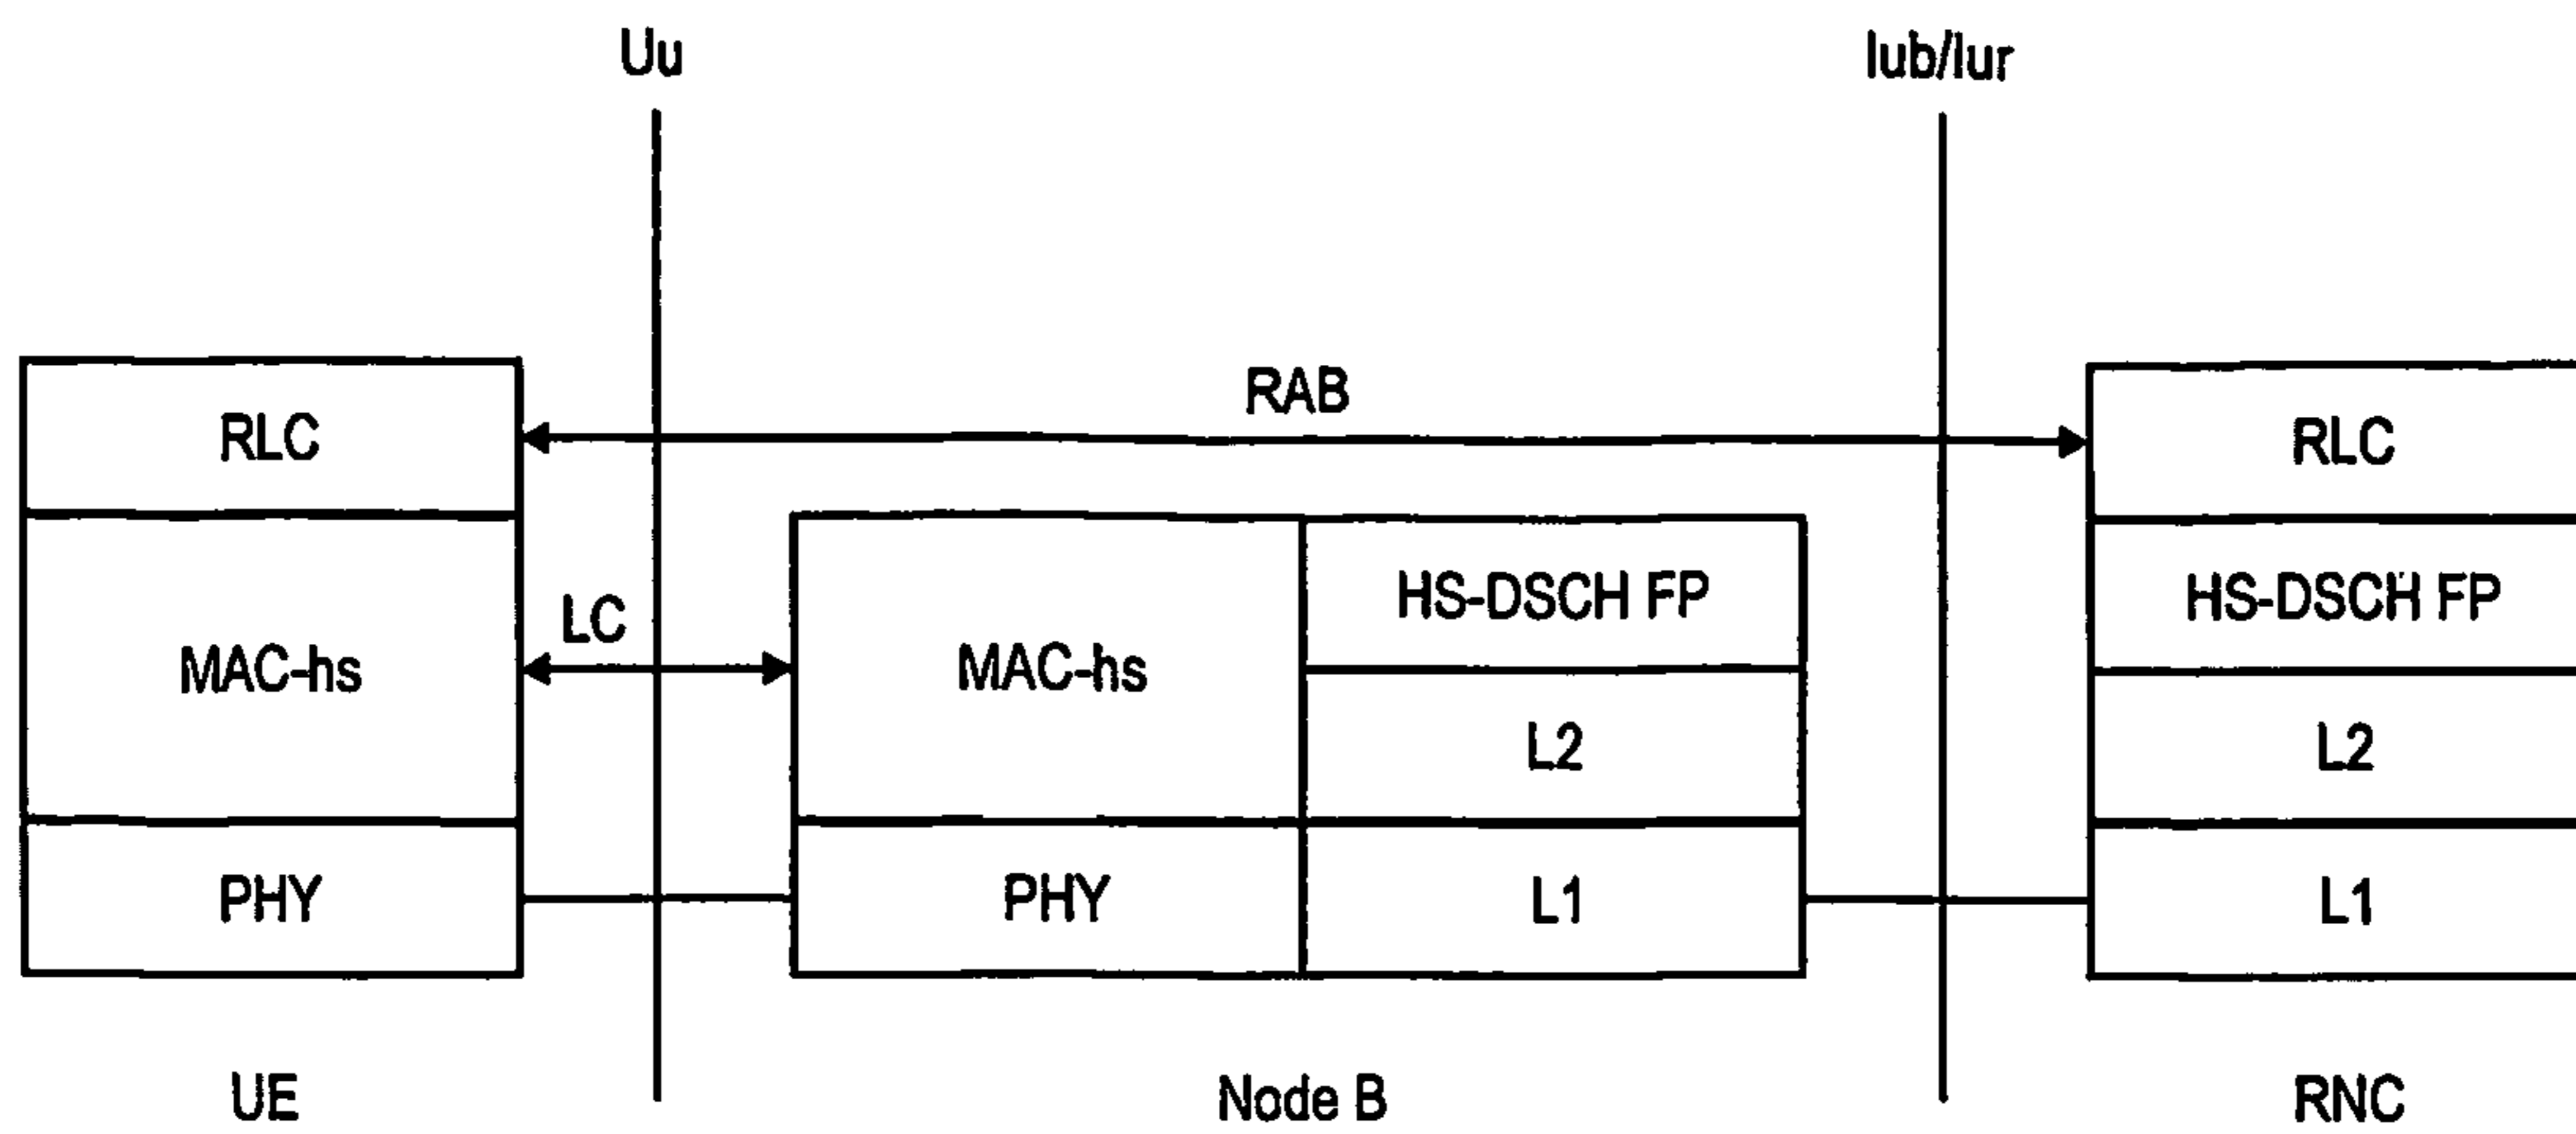 Uu
Iub/Iur
RAB
RLC
RLC
LC
MAC-hs
MAC-hs
HS-DSCH FP
HS-DSCH FP
L2
L2
PHY
PHY
L1
L1
UE
Node B
RNC